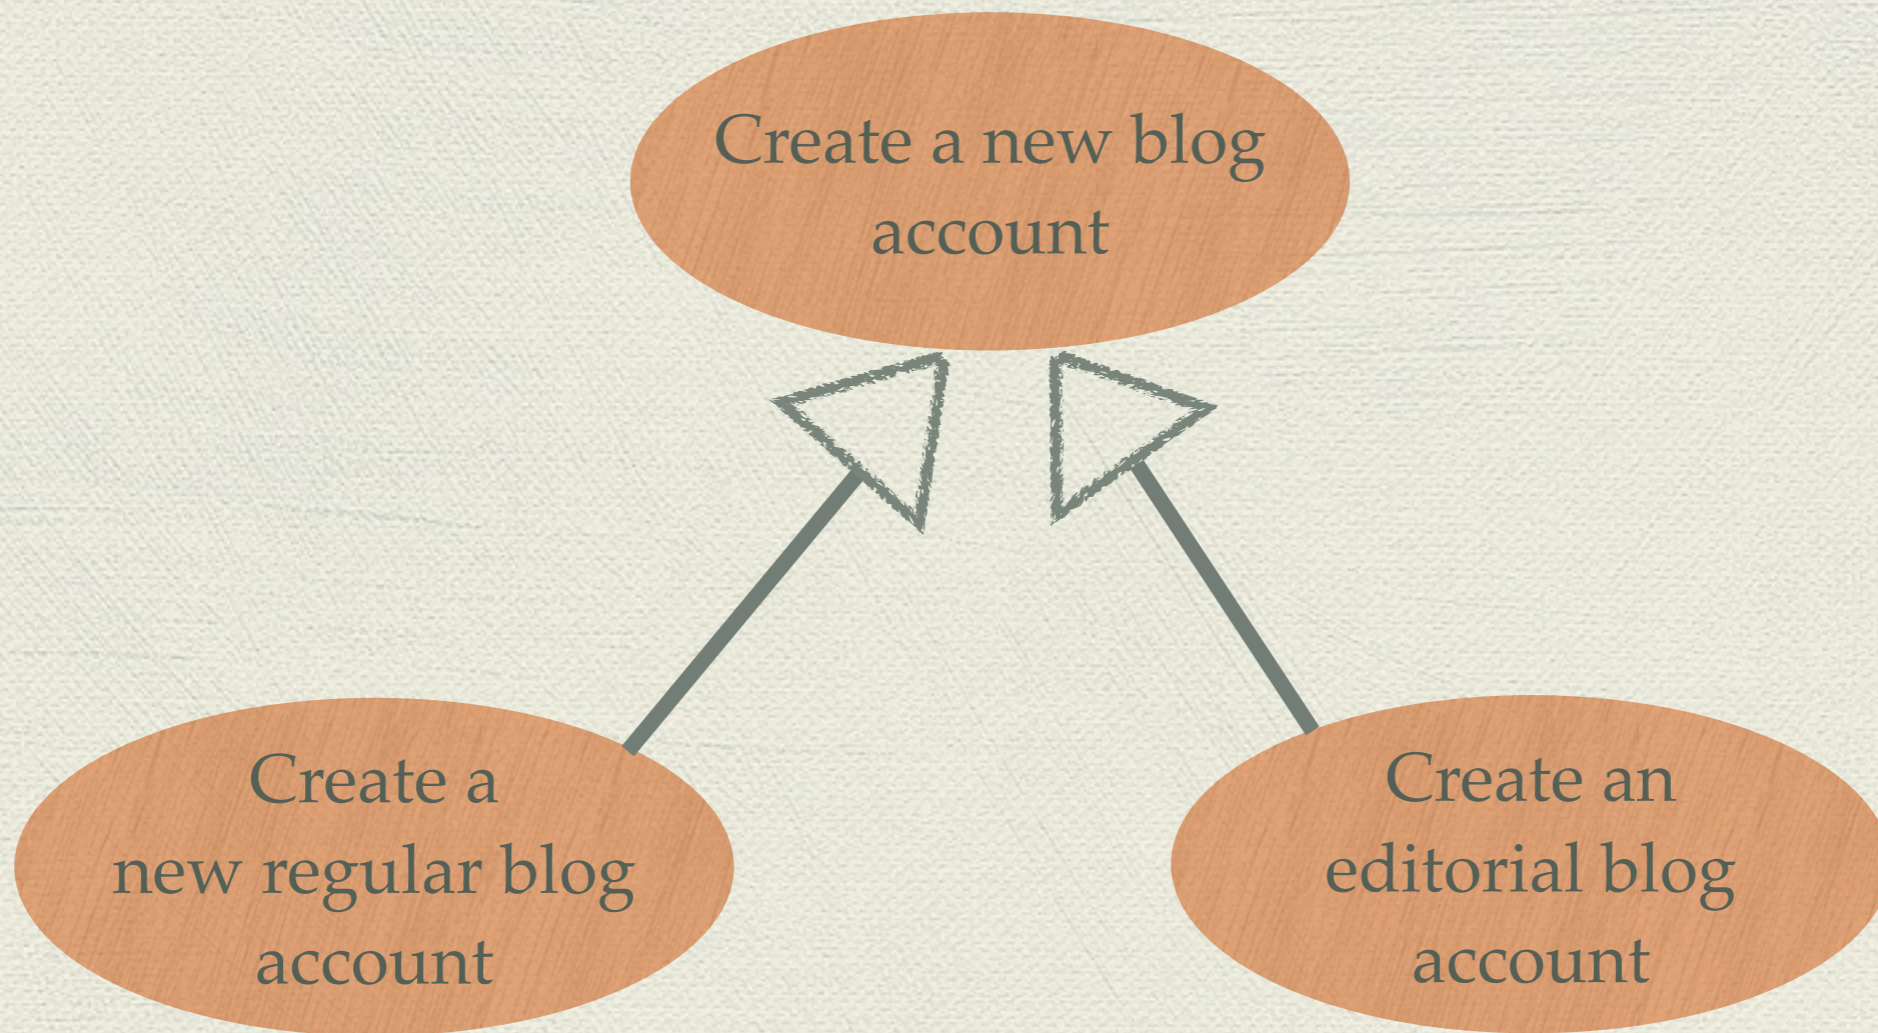 Create a new blog
account
Create a
new regular blog
account
Create an
editorial blog
account